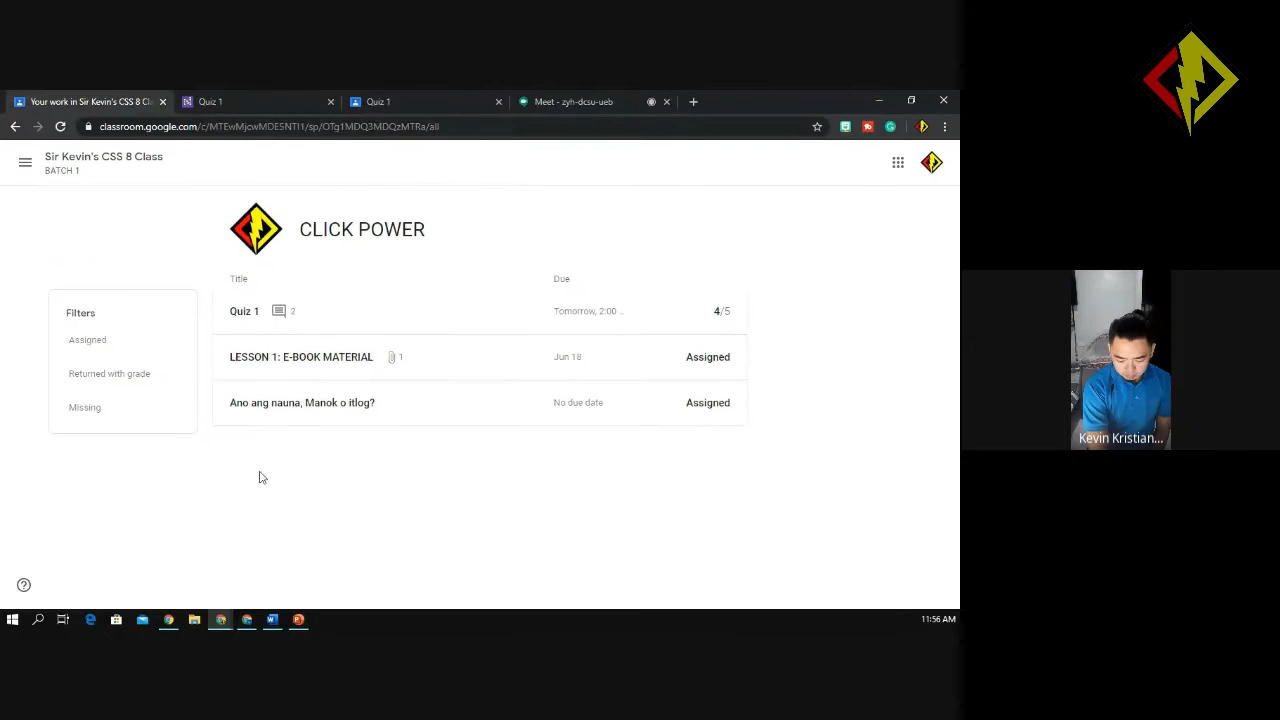 Your work in Sir Kevin's CSS 8 Cla
Quiz 1
Quiz 1
Meet - zyh-dcsu-ueb
classroom.google.com/c/MTEwMjcwMDE5NTI1/sp/OTg1MDQ3MDQzMTRa/all
Sir Kevin's CSS 8 Class
BATCH 1
CLICK POWER
Title Due
Filters
Assigned
Returned with grade
Missing
Quiz 1 2 Tomorrow, 2:00 ... 4/5
LESSON 1: E-BOOK MATERIAL 1 Jun 18 Assigned
Ano ang nauna, Manok o itlog? No due date Assigned
Kevin Kristian...
11:56 AM